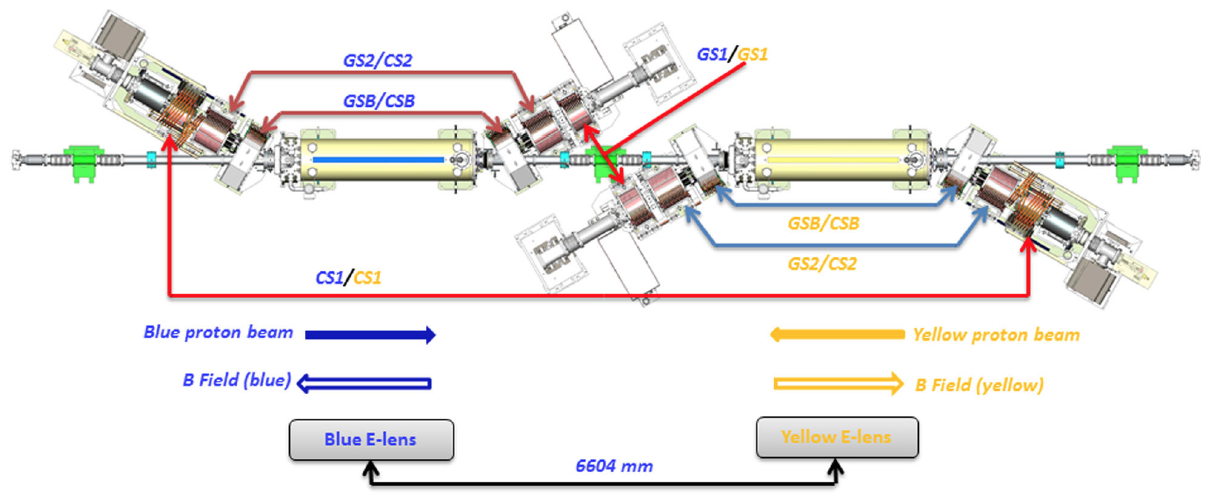 GS2/CS2
GS1/GS1
GSB/CSB
GSB/CSB
GS2/CS2
CS1/CS1
Blue proton beam
Yellow proton beam
B Field (blue)
B Field (yellow)
Blue E-lens
Yellow E-lens
6604 mm